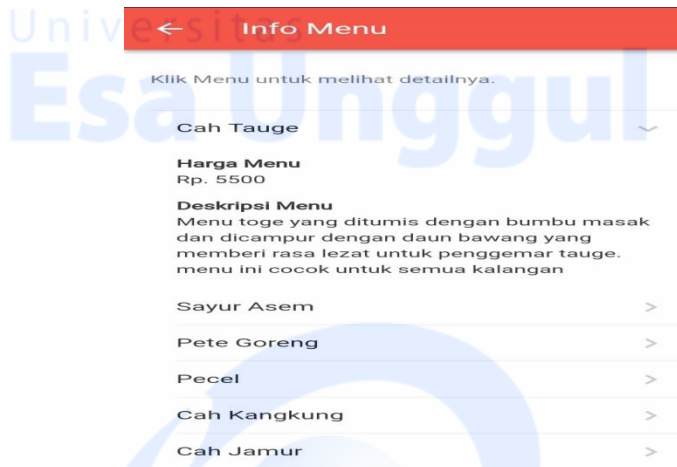 Universitas
Esa Unggul
← Info Menu
Klik Menu untuk melihat detailnya.
Cah Tauge
Harga Menu
Rp. 5500
Deskripsi Menu
Menu toge yang ditumis dengan bumbu masak
dan dicampur dengan daun bawang yang
memberi rasa lezat untuk penggemar tauge.
menu ini cocok untuk semua kalangan
Sayur Asem >
Pete Goreng >
Pecel >
Cah Kangkung >
Cah Jamur >